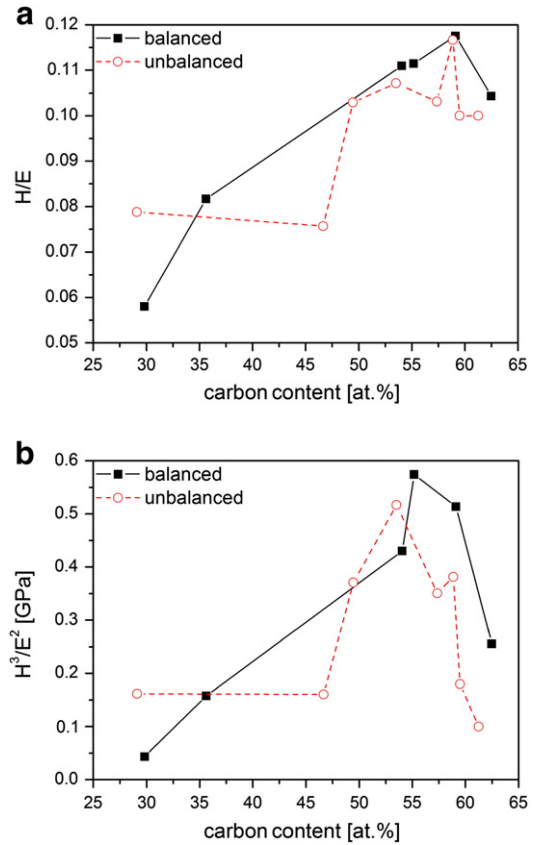 a
0.12
balanced
unbalanced
0.11
0.10
0.09
0.08
0.07
0.06
0.05
H/E
25 30 35 40 45 50 55 60 65
carbon content [at.%]
b
0.6
balanced
unbalanced
0.5
0.4
0.3
0.2
0.1
0.0
H³/E² [GPa]
25 30 35 40 45 50 55 60 65
carbon content [at.%]